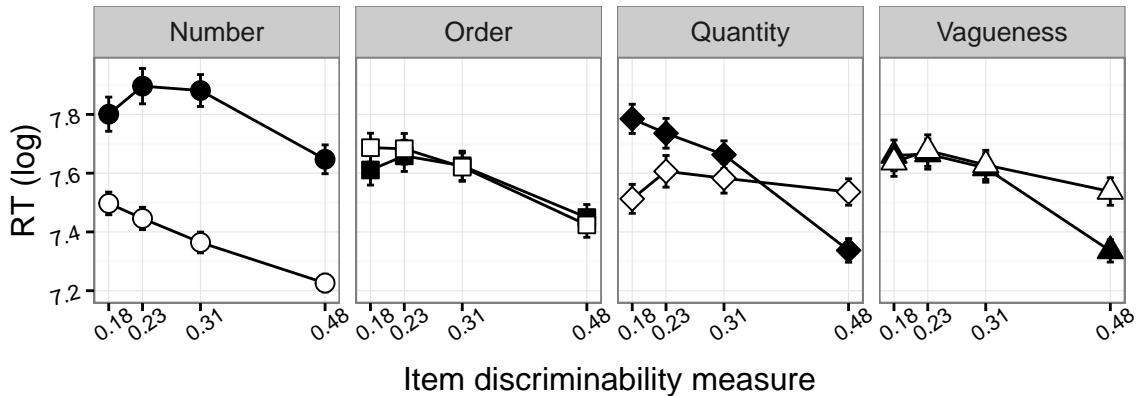 Number Order Quantity Vagueness
RT (log)
7.8
7.6
7.4
7.2
0.18 0.23 0.31 0.48 0.18 0.23 0.31 0.48 0.18 0.23 0.31 0.48 0.18 0.23 0.31 0.48
Item discriminability measure